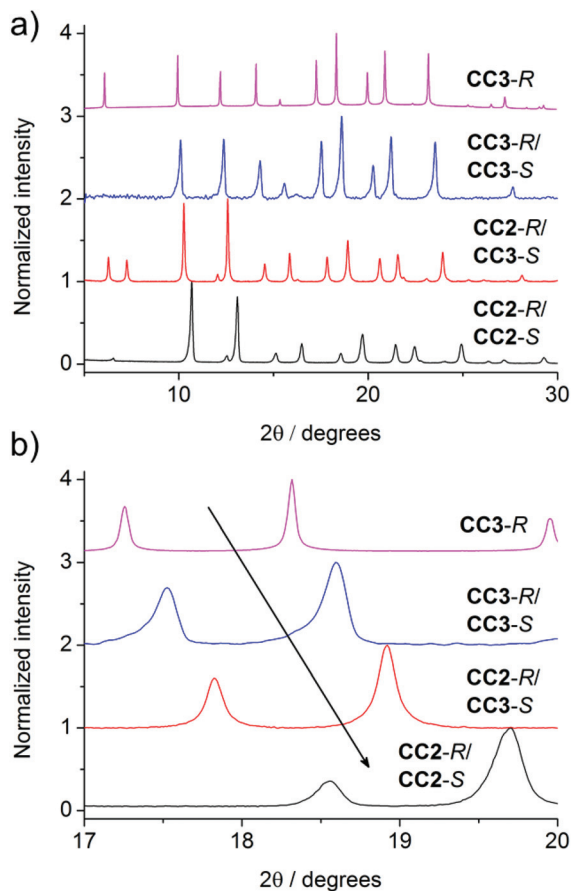 a)
4
3
2
1
0
Normalized intensity
CC3-R
CC3-R/
CC3-S
CC2-R/
CC3-S
CC2-R/
CC2-S
10
20
30
2θ / degrees
b)
4
3
2
1
0
Normalized intensity
CC3-R
CC3-R/
CC3-S
CC2-R/
CC3-S
CC2-R/
CC2-S
17
18
19
20
2θ / degrees